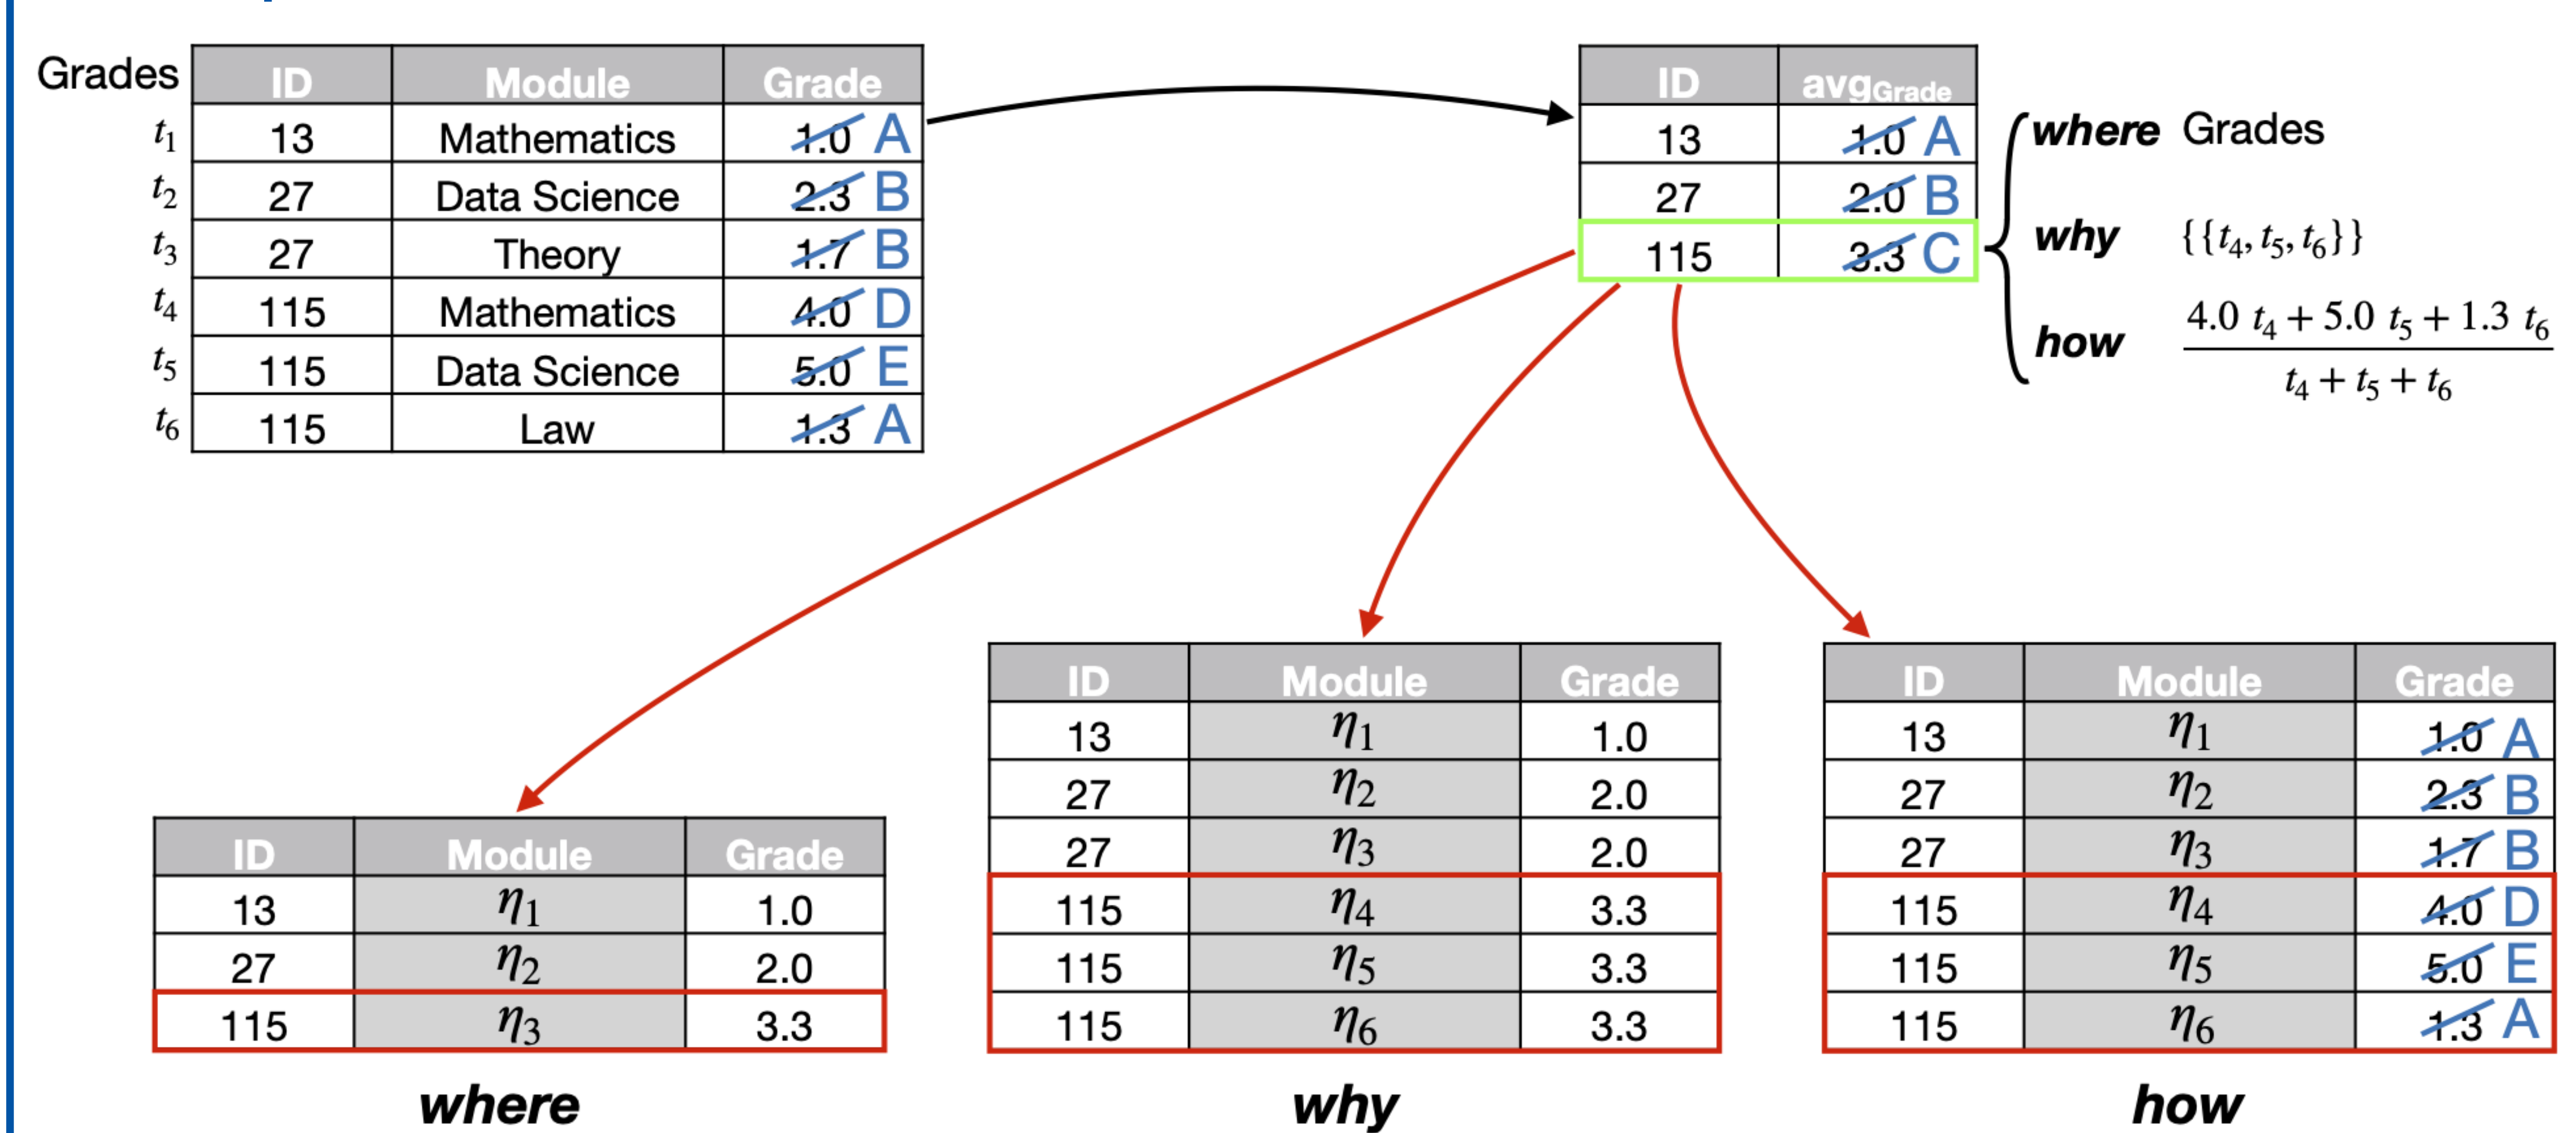 Grades
ID Module Grade
t1 13 Mathematics 1.0 A
t2 27 Data Science 2.3 B
t3 27 Theory 1.7 B
t4 115 Mathematics 4.0 D
t5 115 Data Science 5.0 E
t6 115 Law 1.3 A
ID avgGrade
13 1.0 A
27 2.0 B
115 3.3 C
where Grades
why {{t4, t5, t6}}
how
4.0 t4 + 5.0 t5 + 1.3 t6
t4 + t5 + t6
ID Module Grade
13 η1 1.0
27 η2 2.0
115 η3 3.3
where
ID Module Grade
13 η1 1.0
27 η2 2.0
27 η3 2.0
115 η4 3.3
115 η5 3.3
115 η6 3.3
why
ID Module Grade
13 η1 1.0 A
27 η2 2.3 B
27 η3 1.7 B
115 η4 4.0 D
115 η5 5.0 E
115 η6 1.3 A
how